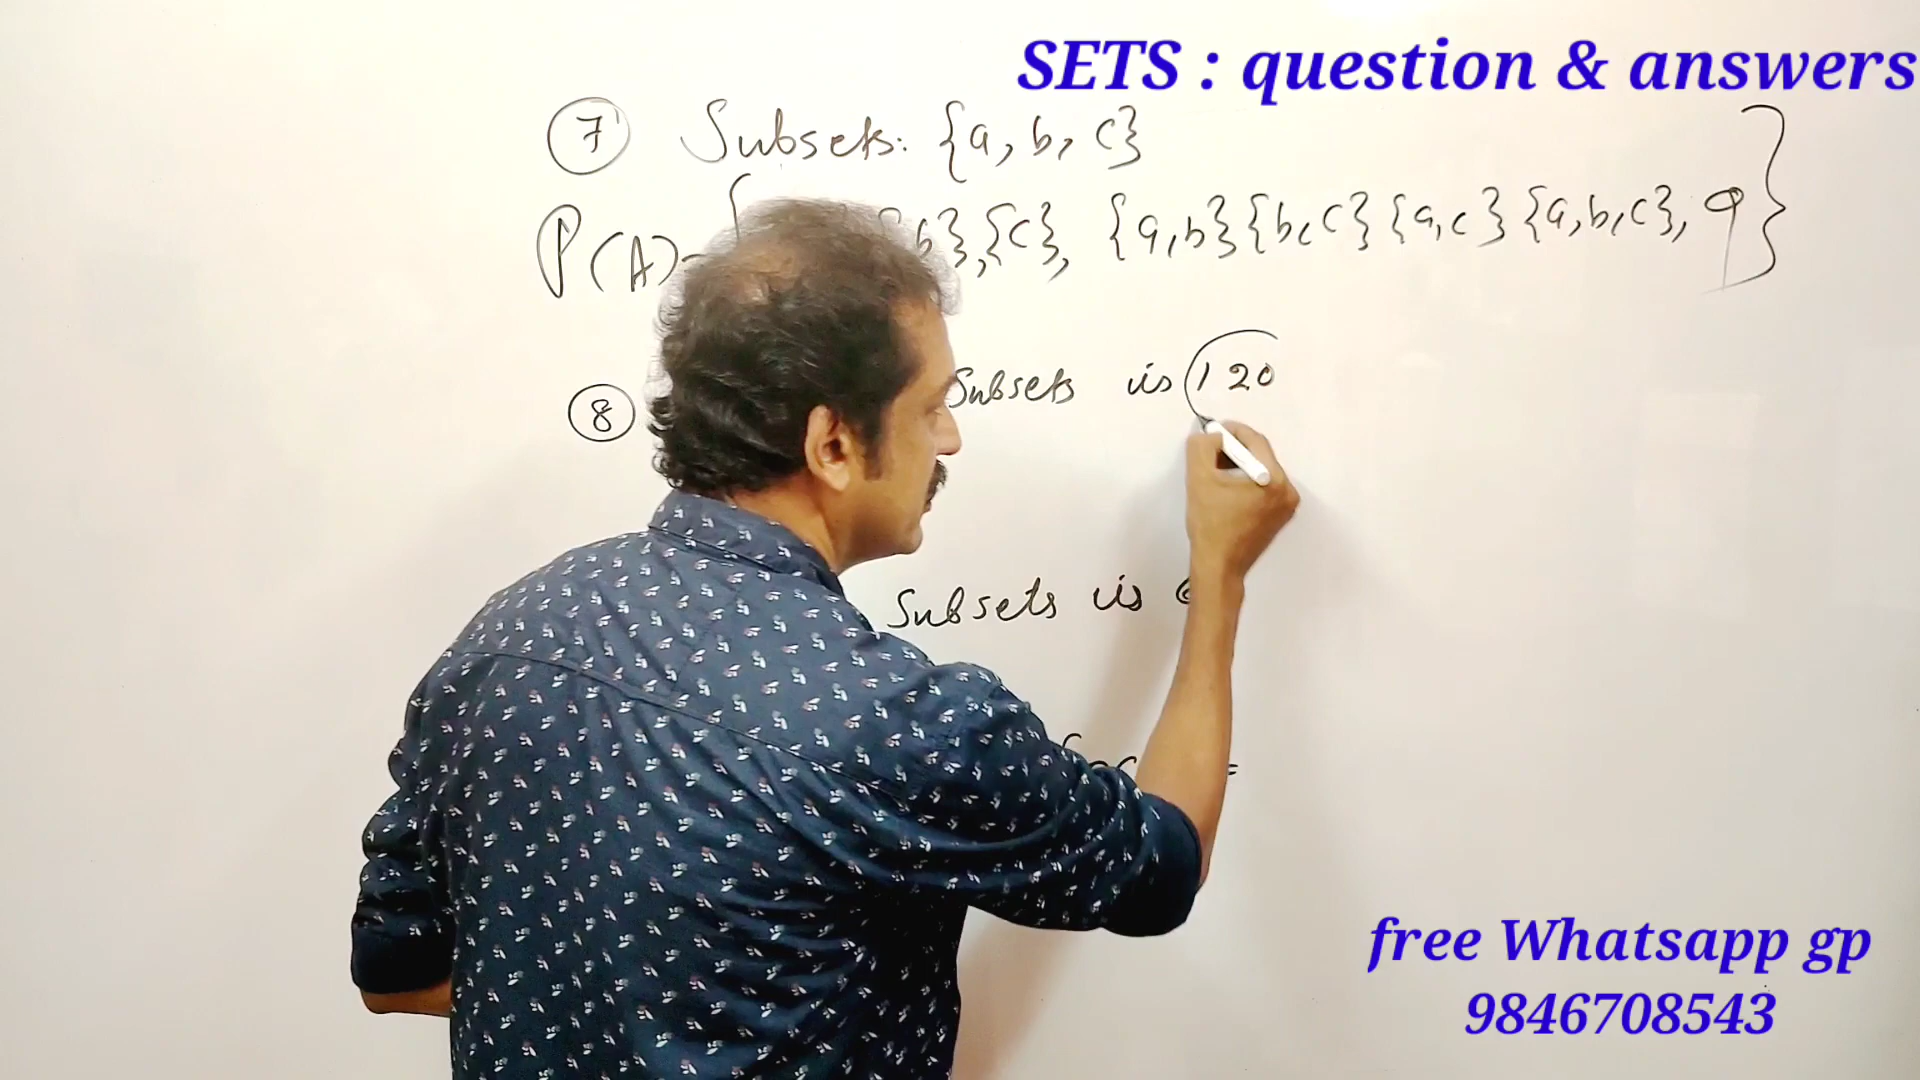 SETS : question & answers
7 Subsets: {a, b, c}
P(A) {c}, {a,b} {b,c} {a,c} {a,b,c}, φ }
8 Subsets is 120
Subsets is
=
free Whatsapp gp
9846708543